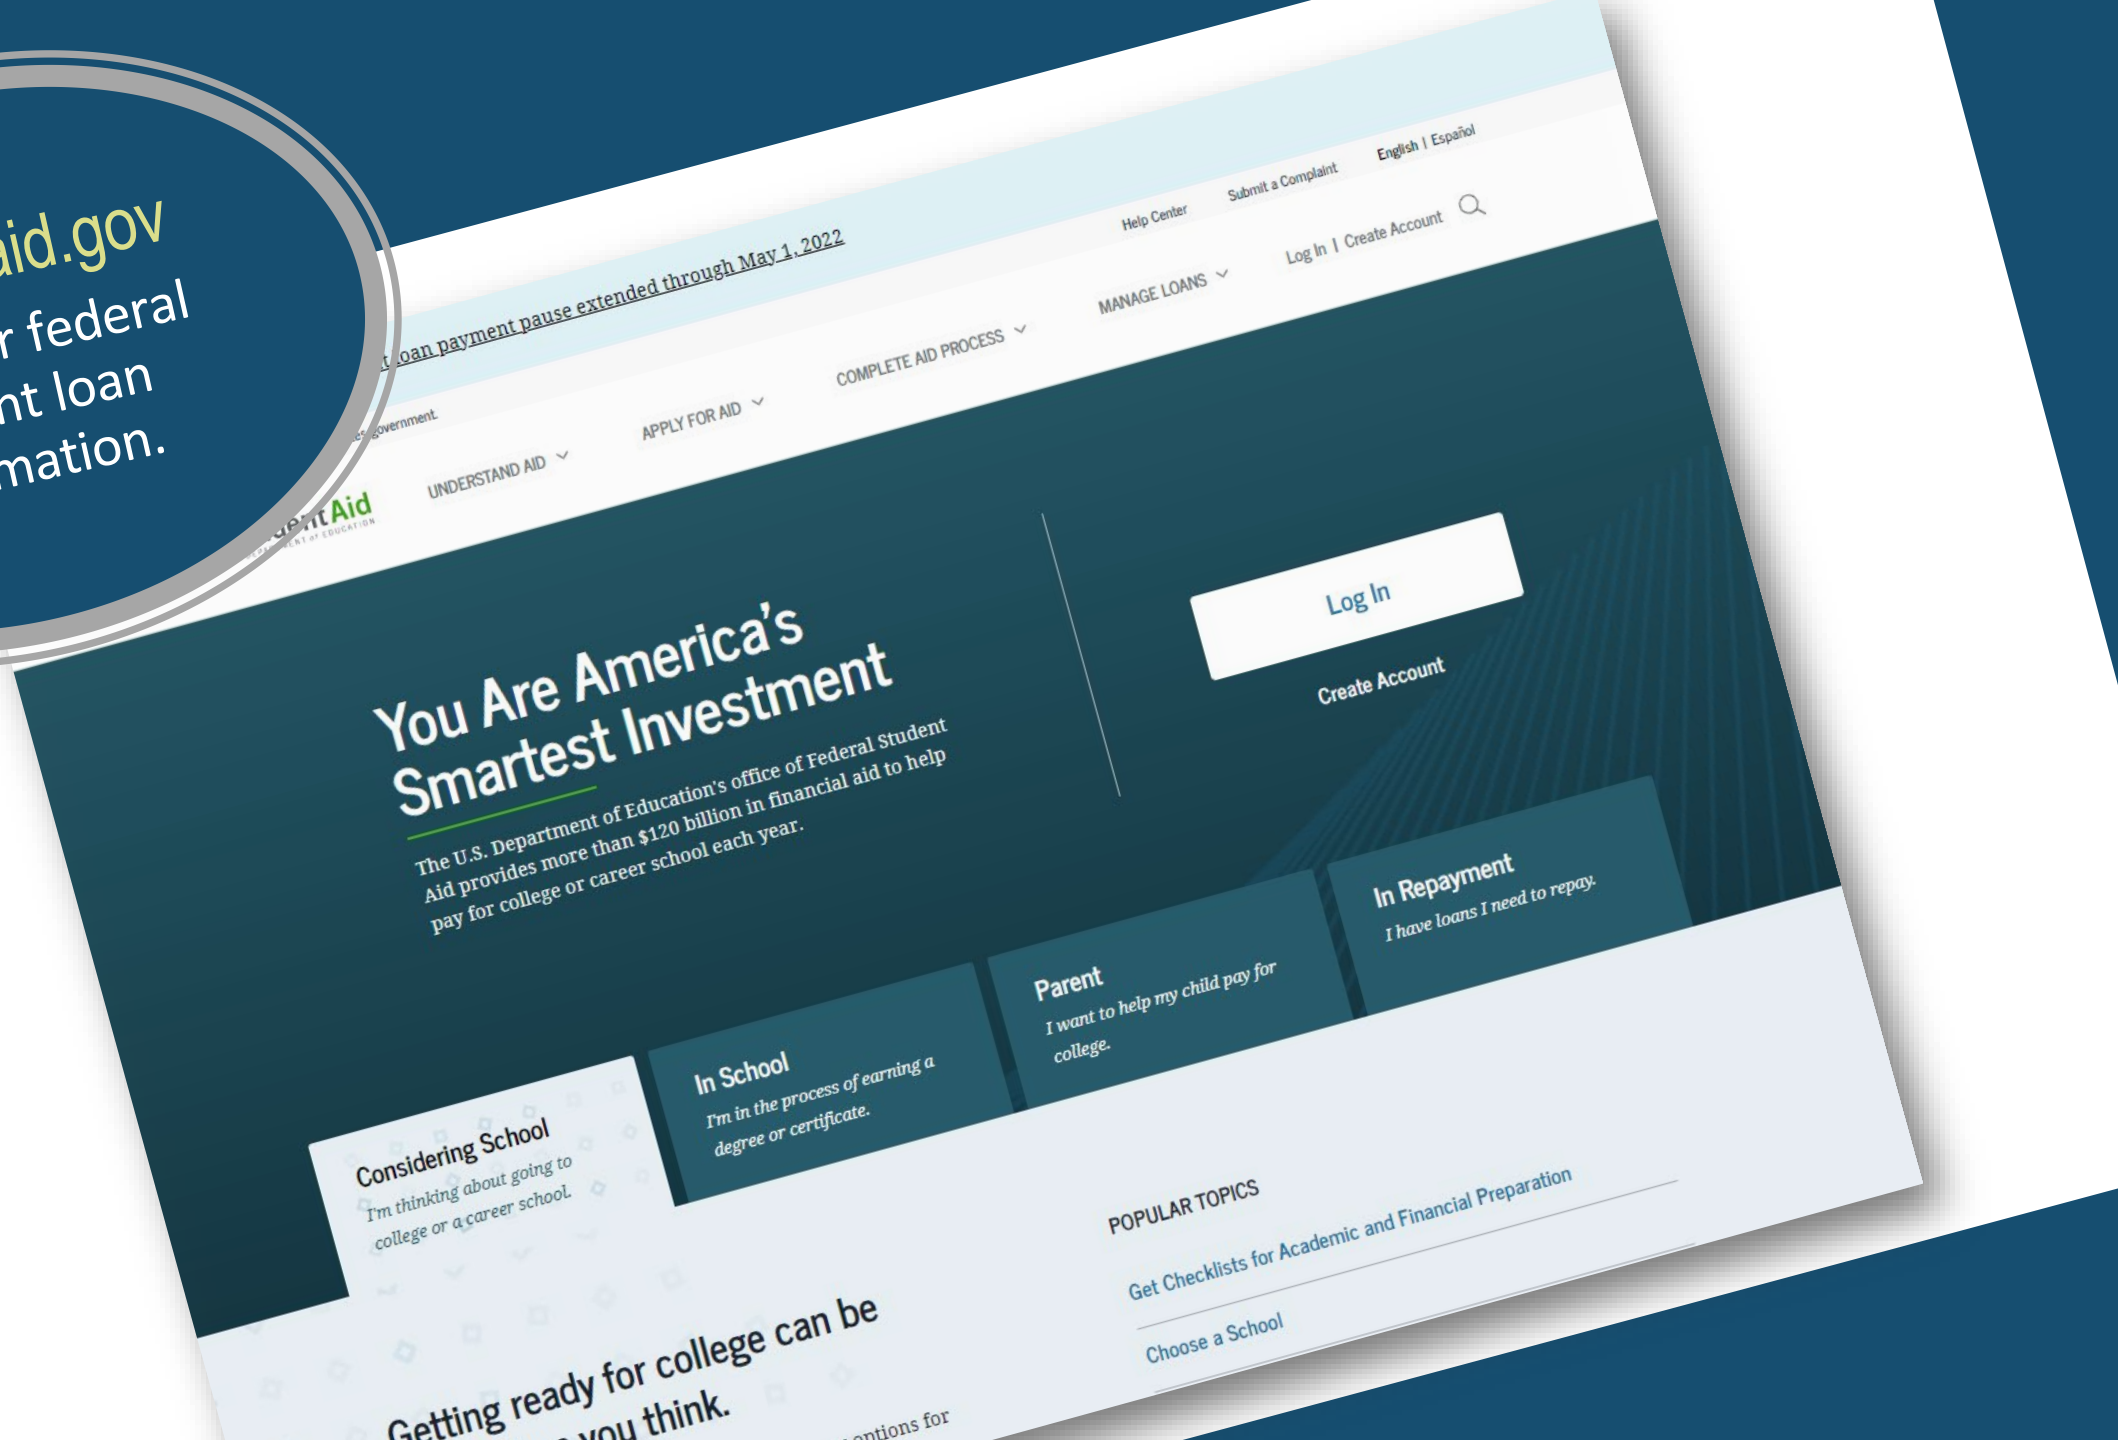 aid.gov
r federal
nt loan
mation.
loan payment pause extended through May 1, 2022
Help Center
Submit a Complaint
English | Español
government.
Aid
UNDERSTAND AID
APPLY FOR AID
COMPLETE AID PROCESS
MANAGE LOANS
Log In | Create Account
You Are America's
Smartest Investment
The U.S. Department of Education's office of Federal Student
Aid provides more than $120 billion in financial aid to help
pay for college or career school each year.
Log In
Create Account
Considering School
I'm thinking about going to
college or a career school.
In School
I'm in the process of earning a
degree or certificate.
Parent
I want to help my child pay for
college.
In Repayment
I have loans I need to repay.
Getting ready for college can be
you think.
options for
POPULAR TOPICS
Get Checklists for Academic and Financial Preparation
Choose a School